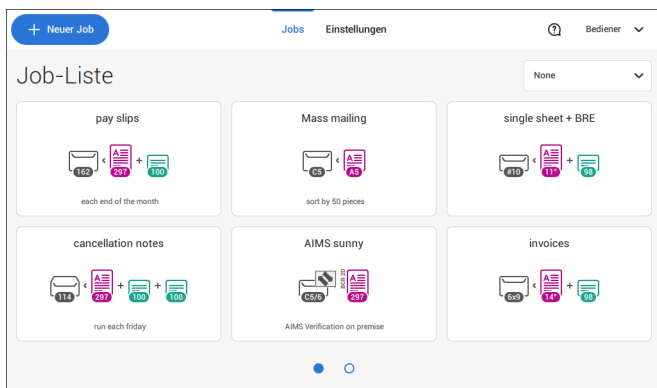 + Neuer Job
Jobs
Einstellungen
Bediener
Job-Liste
None
pay slips
162 < A 297 + 100
each end of the month
Mass mailing
C5 < A A5
sort by 50 pieces
single sheet + BRE
#10 < A 11" + 98
cancellation notes
114 < A 297 + 100 + 100
run each friday
AIMS sunny
C5/6 BCR 2D A 297
AIMS Verification on premise
invoices
6x9 < A 14" + 98